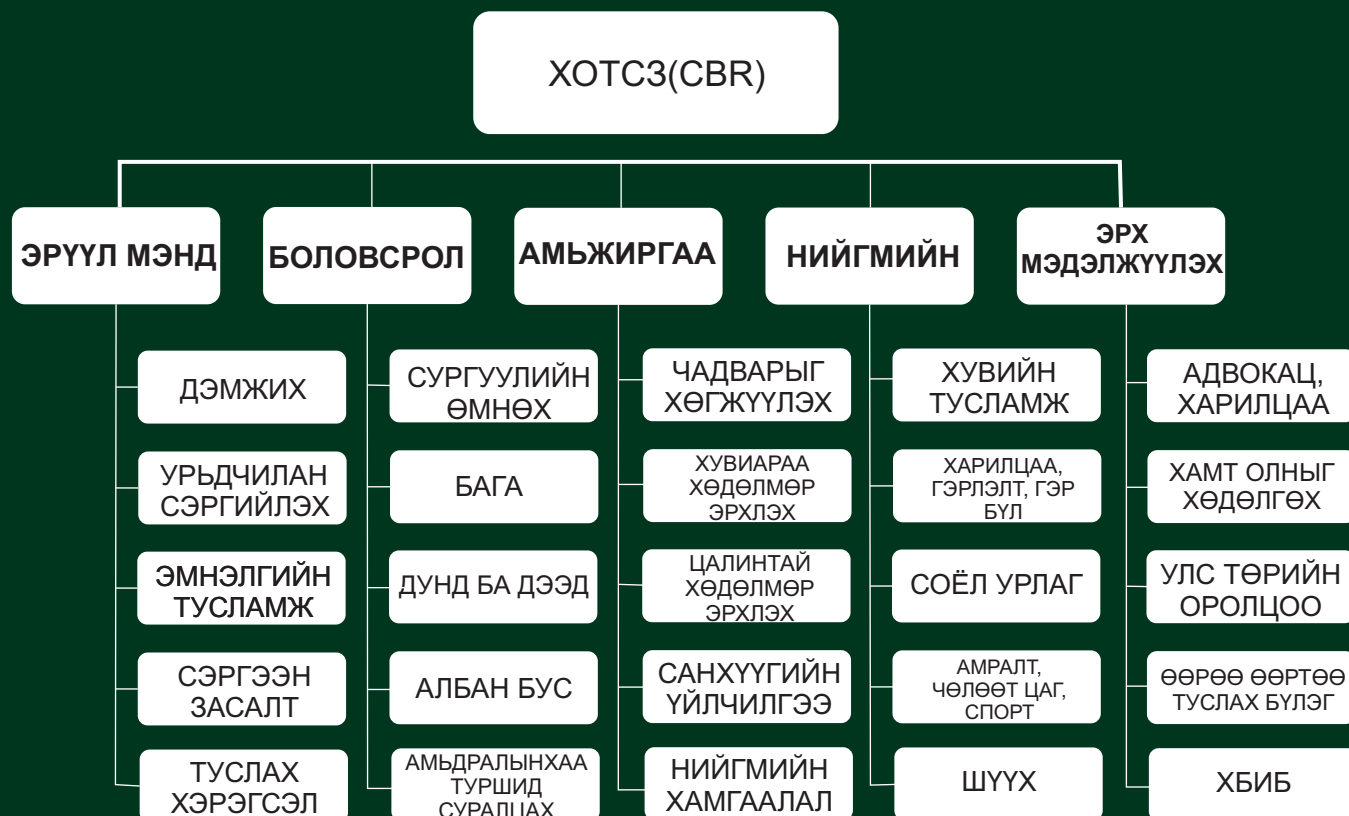 ХОТСЗ(CBR)
ЭРҮҮЛ МЭНД
БОЛОВСРОЛ
АМЬЖИРГАА
НИЙГМИЙН
ЭРХ
МЭДЭЛЖҮҮЛЭХ
ДЭМЖИХ
УРЬДЧИЛАН
СЭРГИЙЛЭХ
ЭМНЭЛГИЙН
ТУСЛАМЖ
СЭРГЭЭН
ЗАСАЛТ
ТУСЛАХ
ХЭРЭГСЭЛ
СУРГУУЛИЙН
ӨМНӨХ
БАГА
ДУНД БА ДЭЭД
АЛБАН БУС
АМЬДРАЛЫНХАА
ТУРШИД
СУРАЛЦАХ
ЧАДВАРЫГ
ХӨГЖҮҮЛЭХ
ХУВИАРАА
ХӨДӨЛМӨР
ЭРХЛЭХ
ЦАЛИНТАЙ
ХӨДӨЛМӨР
ЭРХЛЭХ
САНХҮҮГИЙН
ҮЙЛЧИЛГЭЭ
НИЙГМИЙН
ХАМГААЛАЛ
ХУВИЙН
ТУСЛАМЖ
ХАРИЛЦАА,
ГЭРЛЭЛТ, ГЭР
БҮЛ
СОЁЛ УРЛАГ
АМРАЛТ,
ЧӨЛӨӨТ ЦАГ,
СПОРТ
ШҮҮХ
АДВОКАЦ,
ХАРИЛЦАА
ХАМТ ОЛНЫГ
ХӨДӨЛГӨХ
УЛС ТӨРИЙН
ОРОЛЦОО
ӨӨРӨӨ ӨӨРТӨӨ
ТУСЛАХ БҮЛЭГ
ХБИБ